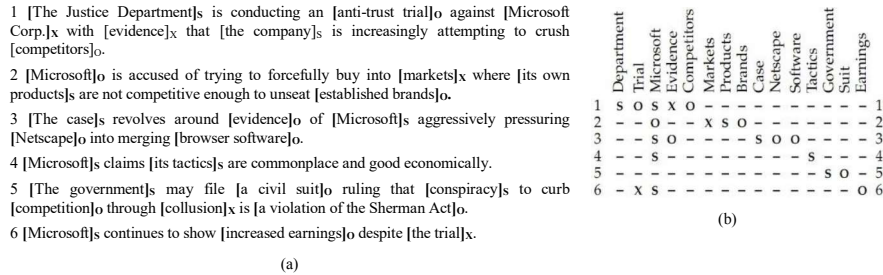 1 [The Justice Department]s is conducting an [anti-trust trial]o against [Microsoft
Corp.]x with [evidence]x that [the company]s is increasingly attempting to crush
[competitors]o.
2 [Microsoft]o is accused of trying to forcefully buy into [markets]x where [its own
products]s are not competitive enough to unseat [established brands]o.
3 [The case]s revolves around [evidence]o of [Microsoft]s aggressively pressuring
[Netscape]o into merging [browser software]o.
4 [Microsoft]s claims [its tactics]s are commonplace and good economically.
5 [The government]s may file [a civil suit]o ruling that [conspiracy]s to curb
[competition]o through [collusion]x is [a violation of the Sherman Act]o.
6 [Microsoft]s continues to show [increased earnings]o despite [the trial]x.
(a)
Department
Trial
Microsoft
Evidence
Competitors
Markets
Products
Brands
Case
Netscape
Software
Tactics
Government
Suit
Earnings
1 S O S X O – – – – – – – – – – 1
2 – – O – – X S O – – – – – – – 2
3 – – S O – – – – S O O – – – – 3
4 – – S – – – – – – – – S – – – 4
5 – – – – – – – – – – – – S O – 5
6 – X S – – – – – – – – – – – O 6
(b)